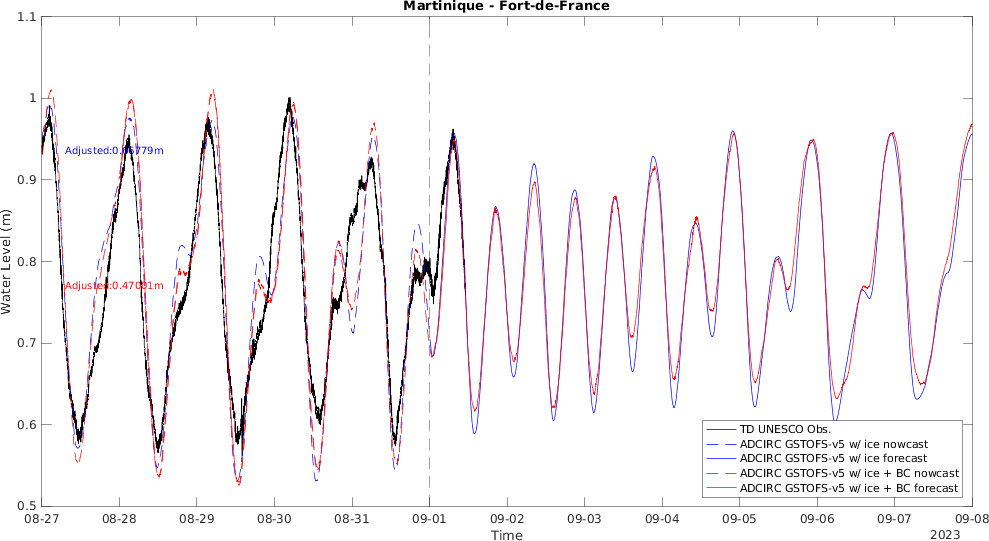 Martinique - Fort-de-France
1.1
1
0.9
0.8
0.7
0.6
0.5
Water Level (m)
m
Adjusted:0.47001m
08-27
08-28
08-29
08-30
08-31
09-01
09-02
09-03
09-04
09-05
09-06
09-07
09-08
Time
2023
TD UNESCO Obs.
ADCIRC GSTOFS-v5 w/ ice nowcast
ADCIRC GSTOFS-v5 w/ ice forecast
ADCIRC GSTOFS-v5 w/ ice + BC nowcast
ADCIRC GSTOFS-v5 w/ ice + BC forecast